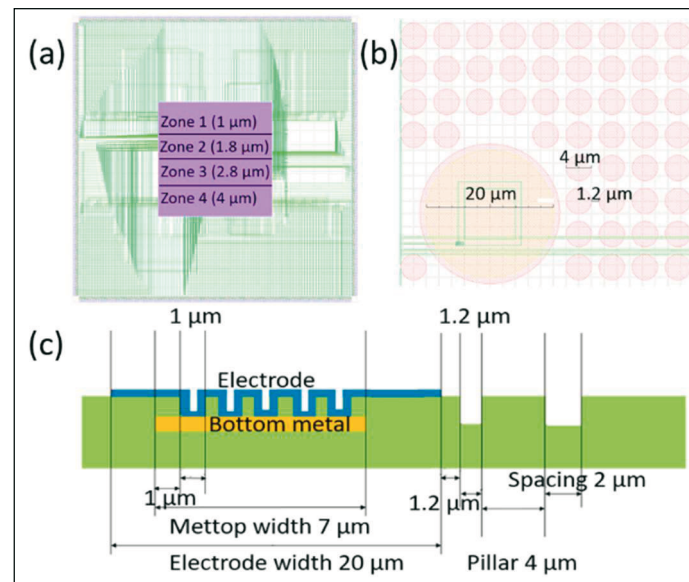 (a)
Zone 1 (1 µm)
Zone 2 (1.8 µm)
Zone 3 (2.8 µm)
Zone 4 (4 µm)
(b)
4 µm
20 µm
1.2 µm
1 µm
1.2 µm
(c)
Electrode
Bottom metal
1 µm
Spacing 2 µm
1.2 µm
Mettop width 7 µm
Electrode width 20 µm
Pillar 4 µm